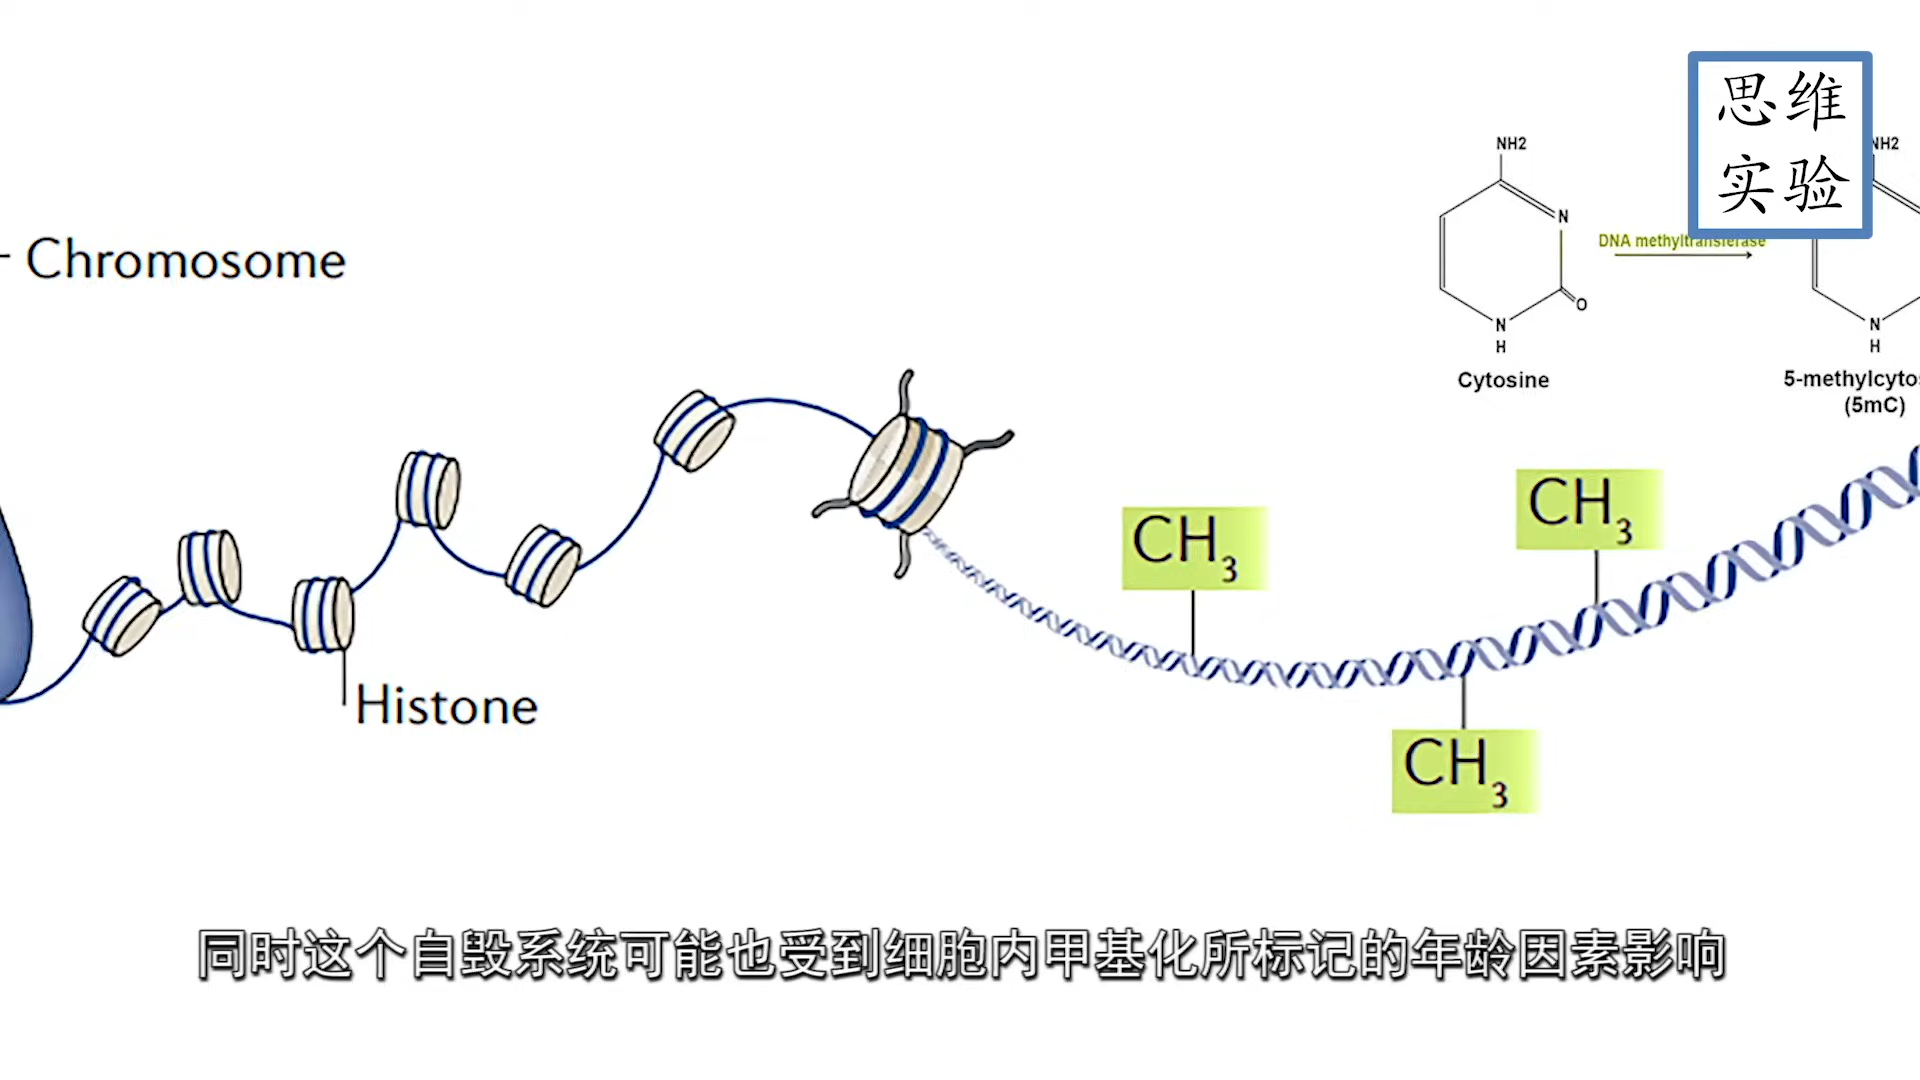 思维
实验
NH2
NH2
N
DNA methyltransferase
Chromosome
O
N
H
N
H
Cytosine
5-methylcyto
(5mC)
CH3
CH3
Histone
CH3
同时这个自毁系统可能也受到细胞内甲基化所标记的年龄因素影响